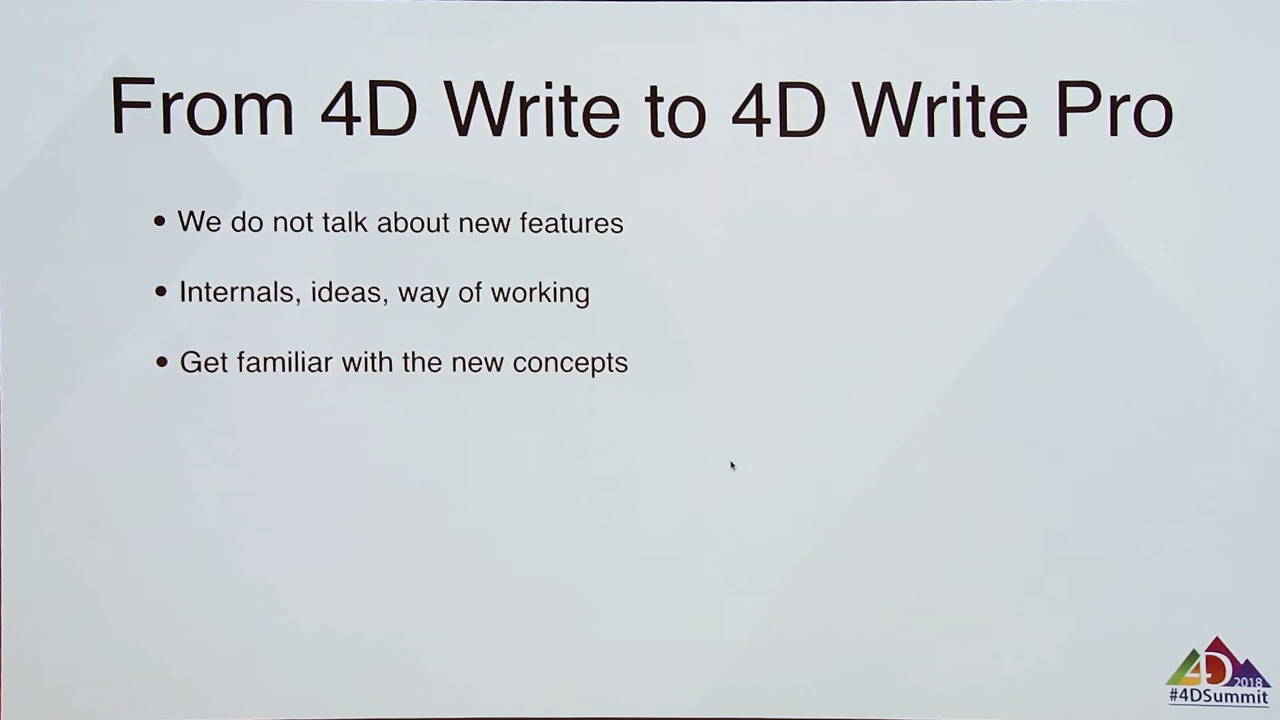 From 4D Write to 4D Write Pro
• We do not talk about new features
• Internals, ideas, way of working
• Get familiar with the new concepts
4D 2018
#4DSummit